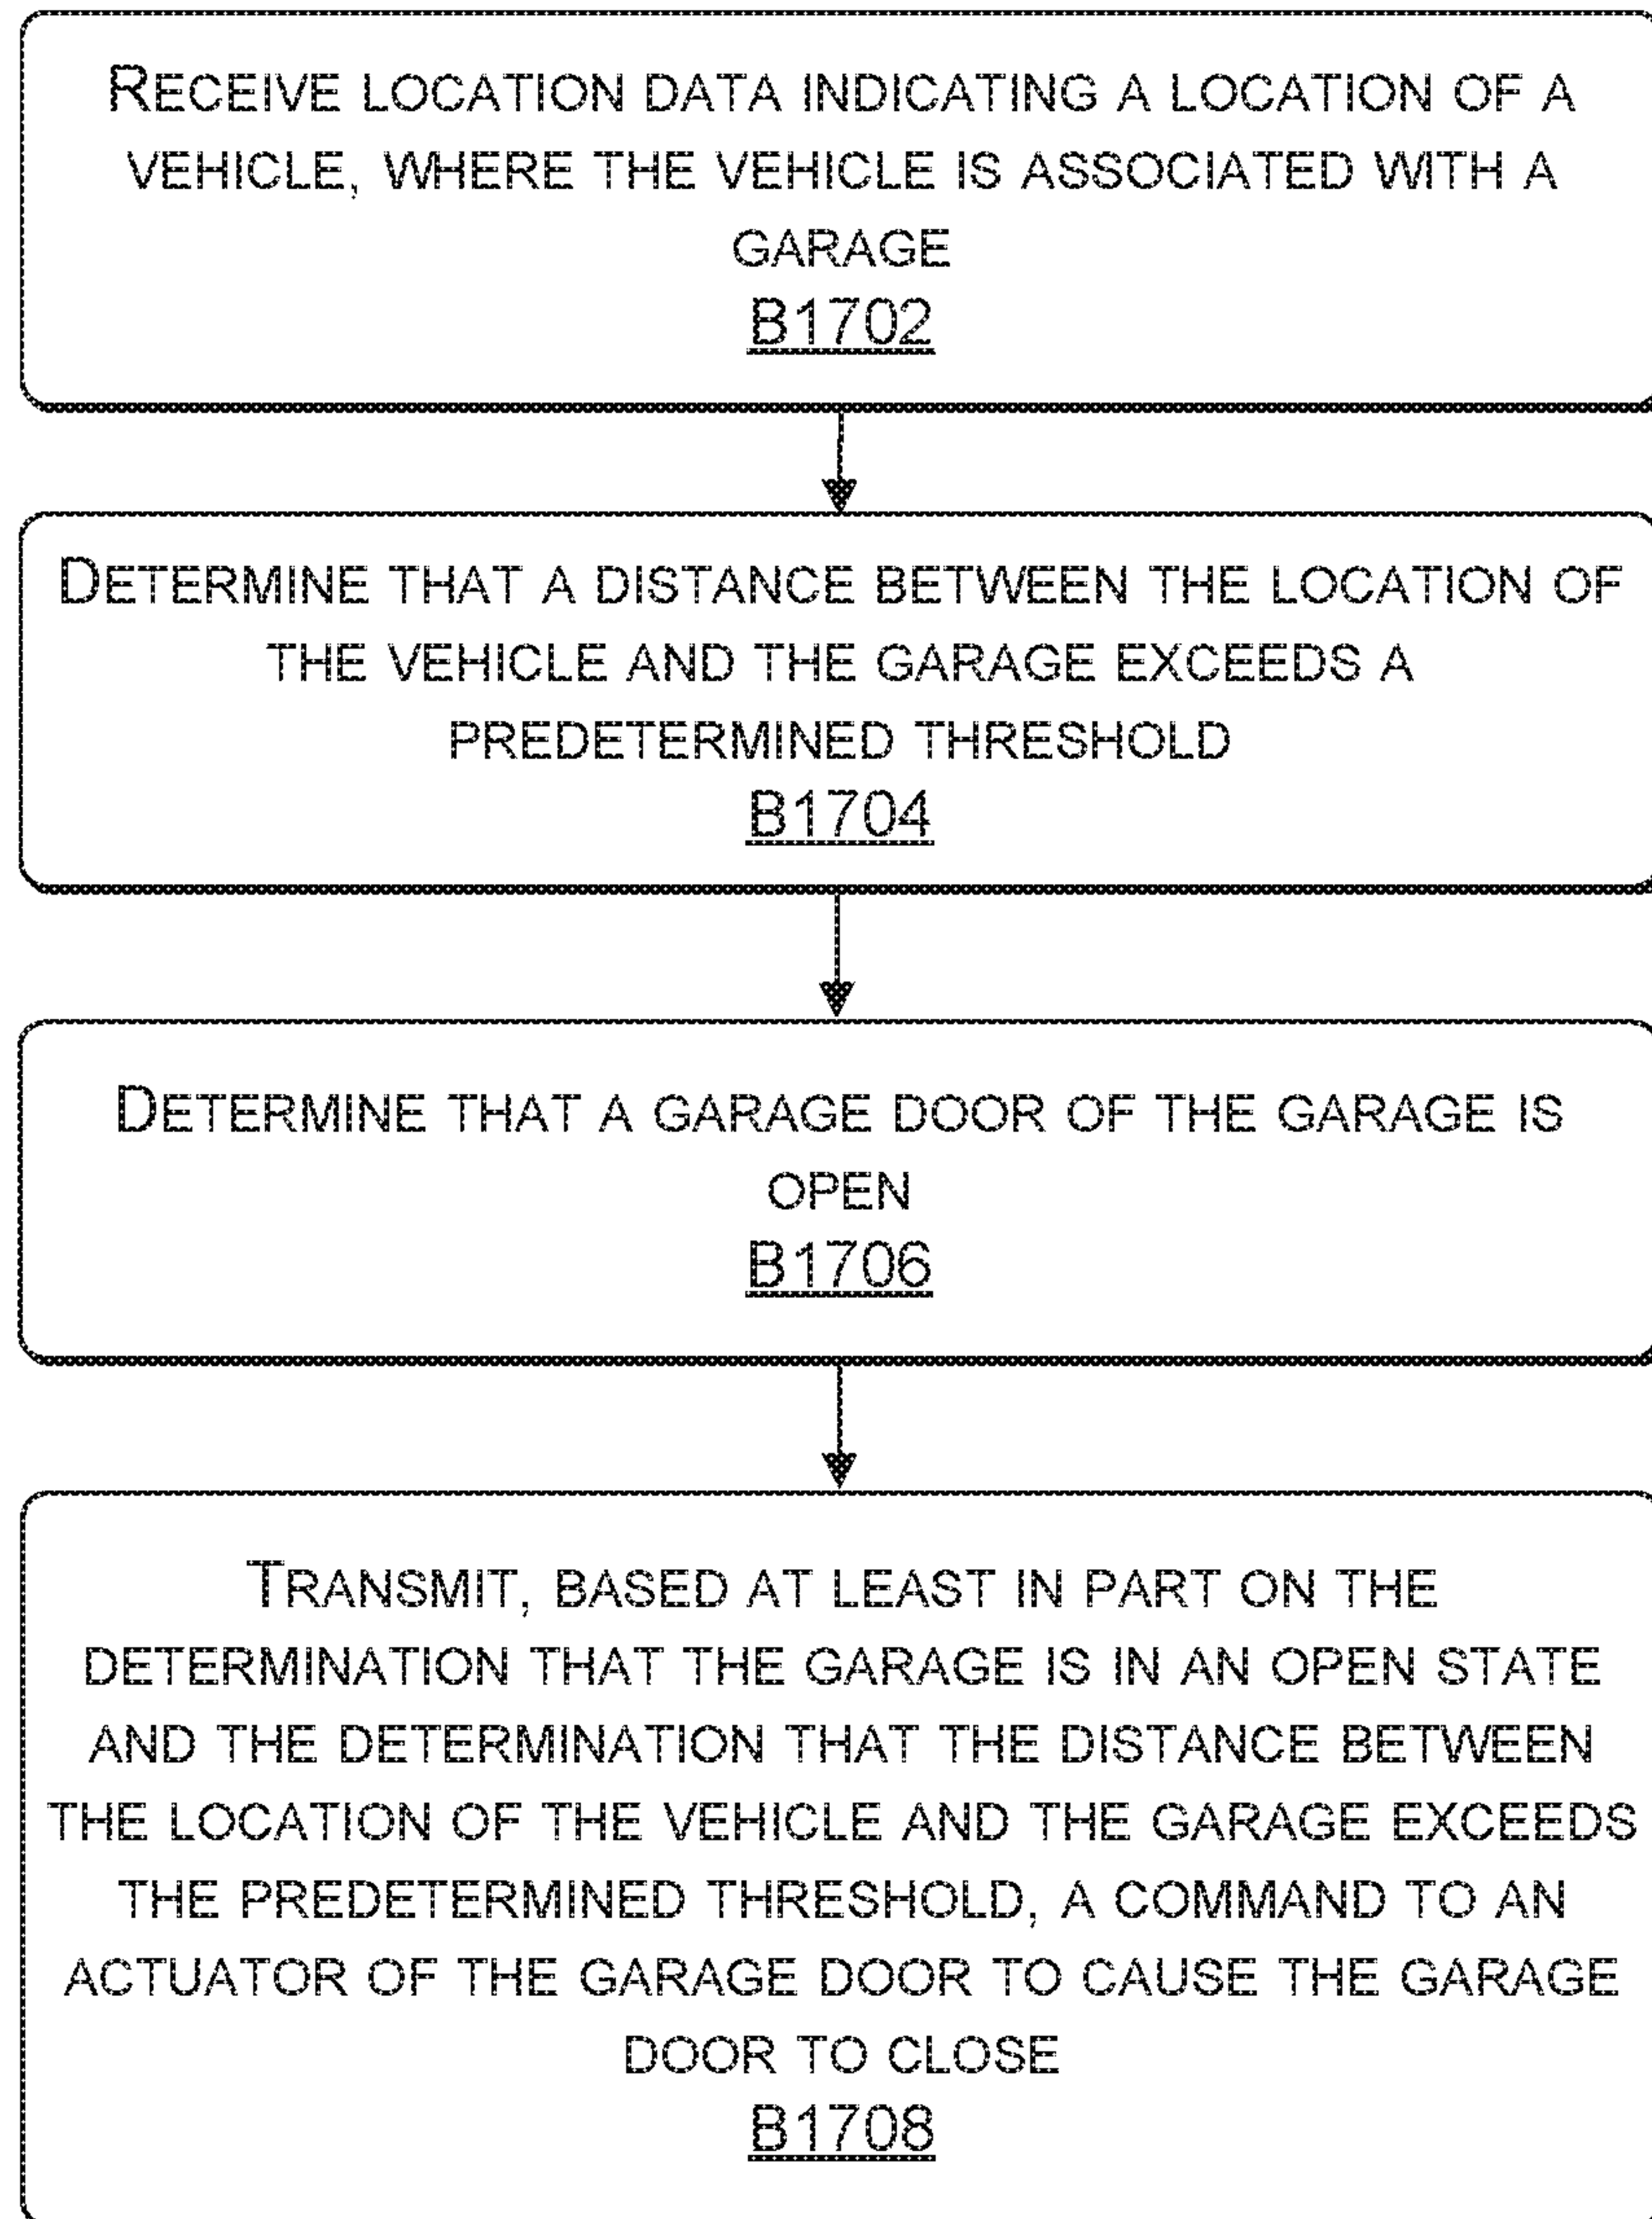 RECEIVE LOCATION DATA INDICATING A LOCATION OF A
VEHICLE, WHERE THE VEHICLE IS ASSOCIATED WITH A
GARAGE
B1702
DETERMINE THAT A DISTANCE BETWEEN THE LOCATION OF
THE VEHICLE AND THE GARAGE EXCEEDS A
PREDETERMINED THRESHOLD
B1704
DETERMINE THAT A GARAGE DOOR OF THE GARAGE IS
OPEN
B1706
TRANSMIT, BASED AT LEAST IN PART ON THE
DETERMINATION THAT THE GARAGE IS IN AN OPEN STATE
AND THE DETERMINATION THAT THE DISTANCE BETWEEN
THE LOCATION OF THE VEHICLE AND THE GARAGE EXCEEDS
THE PREDETERMINED THRESHOLD, A COMMAND TO AN
ACTUATOR OF THE GARAGE DOOR TO CAUSE THE GARAGE
DOOR TO CLOSE
B1708